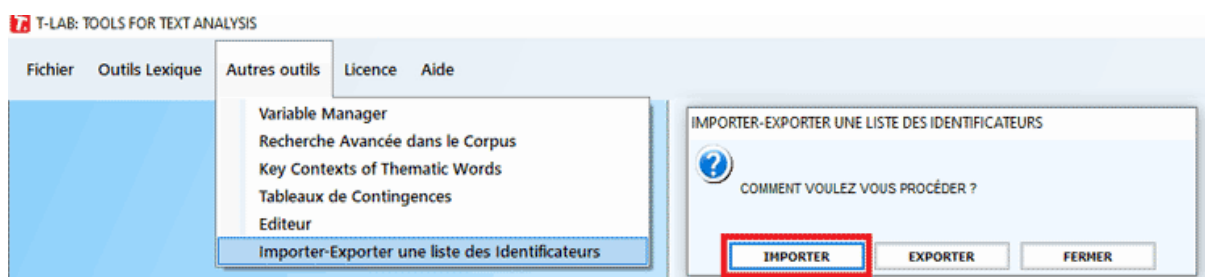 T-LAB: TOOLS FOR TEXT ANALYSIS
Fichier Outils Lexique Autres outils Licence Aide
Variable Manager
Recherche Avancée dans le Corpus
Key Contexts of Thematic Words
Tableaux de Contingences
Editeur
Importer-Exporter une liste des Identificateurs
IMPORTER-EXPORTER UNE LISTE DES IDENTIFICATEURS
COMMENT VOULEZ VOUS PROCÉDER ?
IMPORTER EXPORTER FERMER